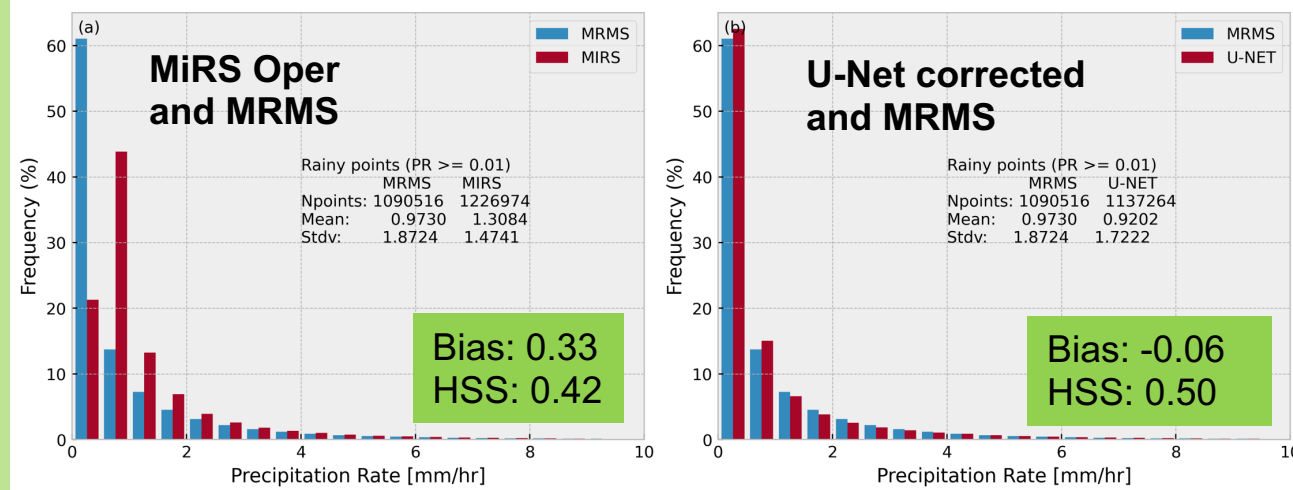 (a)
MRMS
MIRS
MiRS Oper
and MRMS
Rainy points (PR >= 0.01)
MRMS MIRS
Npoints: 1090516 1226974
Mean: 0.9730 1.3084
Stdv: 1.8724 1.4741
Bias: 0.33
HSS: 0.42
Frequency (%)
60
50
40
30
20
10
0
0 2 4 6 8 10
Precipitation Rate [mm/hr]
(b)
MRMS
U-NET
U-Net corrected
and MRMS
Rainy points (PR >= 0.01)
MRMS U-NET
Npoints: 1090516 1137264
Mean: 0.9730 0.9202
Stdv: 1.8724 1.7222
Bias: -0.06
HSS: 0.50
Frequency (%)
60
50
40
30
20
10
0
0 2 4 6 8 10
Precipitation Rate [mm/hr]